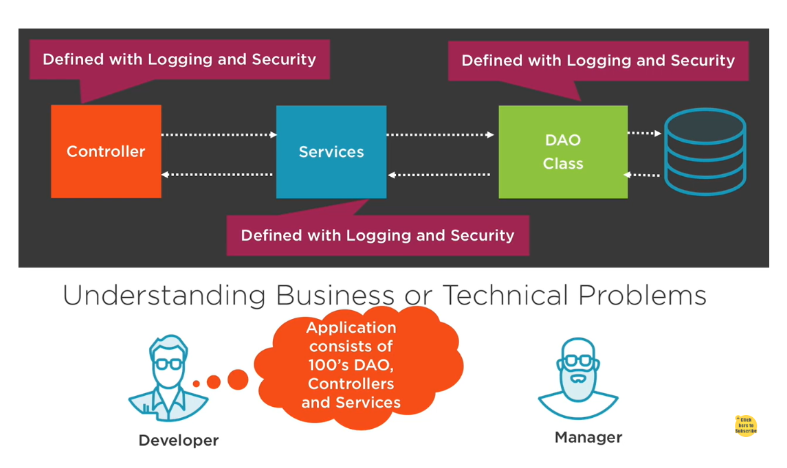 Defined with Logging and Security
Defined with Logging and Security
Controller
Services
DAO
Class
Defined with Logging and Security
Understanding Business or Technical Problems
Application
consists of
100's DAO,
Controllers
and Services
Developer
Manager
" Click
here to
Subscribe